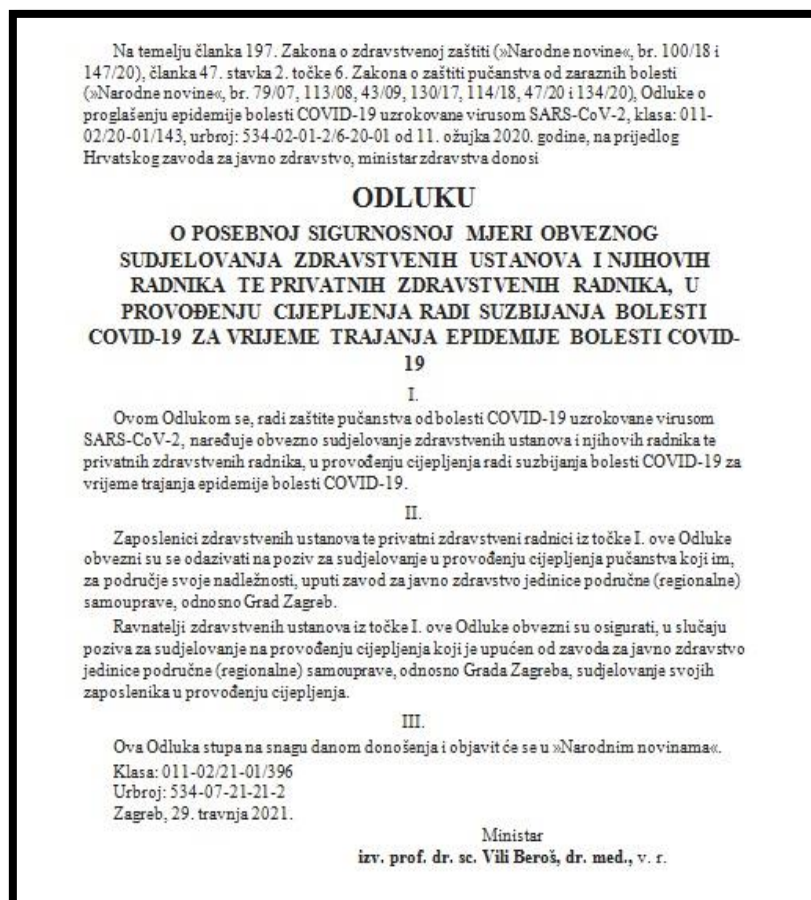 Na temelju članka 197. Zakona o zdravstvenoj zaštiti (»Narodne novine«, br. 100/18 i
147/20), članka 47. stavka 2. točke 6. Zakona o zaštiti pučanstva od zaraznih bolesti
(»Narodne novine«, br. 79/07, 113/08, 43/09, 130/17, 114/18, 47/20 i 134/20), Odluke o
proglašenju epidemije bolesti COVID-19 uzrokovane virusom SARS-CoV-2, klasa: 011-
02/20-01/143, urbroj: 534-02-01-2/6-20-01 od 11. ožujka 2020. godine, na prijedlog
Hrvatskog zavoda za javno zdravstvo, ministar zdravstva donosi
ODLUKU
O POSEBNOJ SIGURNOSNOJ MJERI OBVEZNOG
SUDJELOVANJA ZDRAVSTVENIH USTANOVA I NJIHOVIH
RADNIKA TE PRIVATNIH ZDRAVSTVENIH RADNIKA, U
PROVOĐENJU CIJEPLJENJA RADI SUZBIJANJA BOLESTI
COVID-19 ZA VRIJEME TRAJANJA EPIDEMIJE BOLESTI COVID-
19
I.
Ovom Odlukom se, radi zaštite pučanstva od bolesti COVID-19 uzrokovane virusom
SARS-CoV-2, naređuje obvezno sudjelovanje zdravstvenih ustanova i njihovih radnika te
privatnih zdravstvenih radnika, u provođenju cijepljenja radi suzbijanja bolesti COVID-19 za
vrijeme trajanja epidemije bolesti COVID-19.
II.
Zaposlenici zdravstvenih ustanova te privatni zdravstveni radnici iz točke I. ove Odluke
obvezni su se odazivati na poziv za sudjelovanje u provođenju cijepljenja pučanstva koji im,
za područje svoje nadležnosti, uputi zavod za javno zdravstvo jedinice područne (regionalne)
samouprave, odnosno Grad Zagreb.
Ravnatelji zdravstvenih ustanova iz točke I. ove Odluke obvezni su osigurati, u slučaju
poziva za sudjelovanje na provođenju cijepljenja koji je upućen od zavoda za javno zdravstvo
jedinice područne (regionalne) samouprave, odnosno Grada Zagreba, sudjelovanje svojih
zaposlenika u provođenju cijepljenja.
III.
Ova Odluka stupa na snagu danom donošenja i objavit će se u »Narodnim novinama«.
Klasa: 011-02/21-01/396
Urbroj: 534-07-21-21-2
Zagreb, 29. travnja 2021.
Ministar
izv. prof. dr. sc. Vili Beroš, dr. med., v. r.